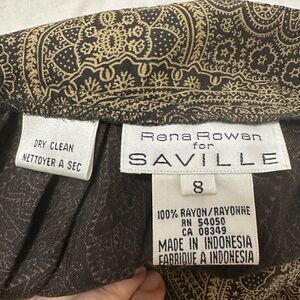 DRY CLEAN
NETTOYER A SEC
Rena Rowan
for
SAVILLE
8
100% RAYON/RAYONNE
RN 54050
CA 08349
MADE IN INDONESIA
FABRIQUE A INDONESIA